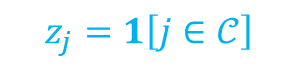 z_j = 𝟏[j ∈ 𝒞]